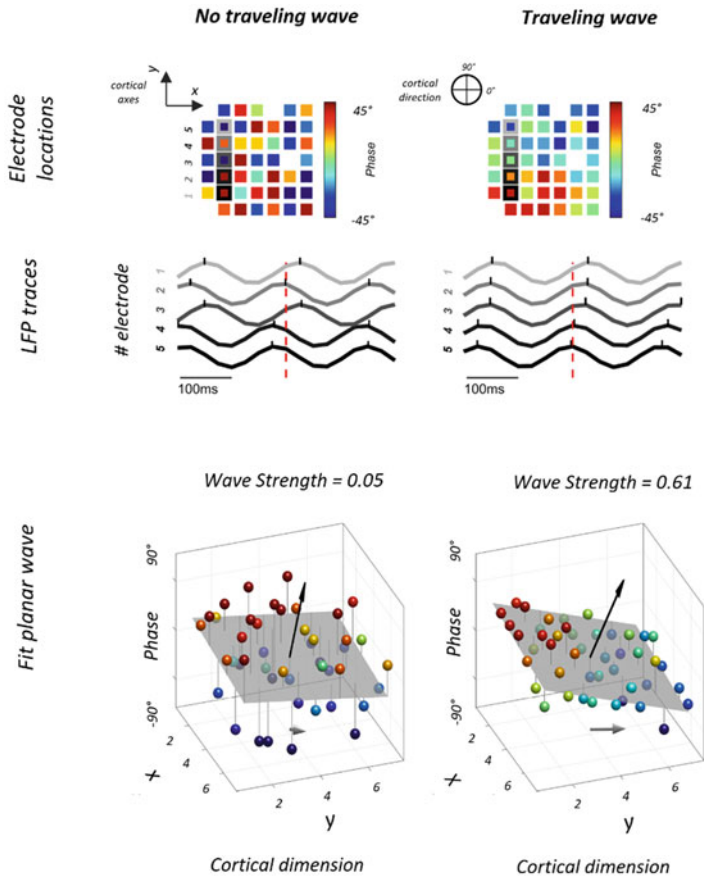 No traveling wave
Traveling wave
Electrode locations
cortical axes
y
x
5
4
3
2
1
45°
Phase
-45°
cortical direction
90°
0°
45°
Phase
-45°
LFP traces
# electrode
1
2
3
4
5
100ms
1
2
3
4
5
100ms
Wave Strength = 0.05
Wave Strength = 0.61
Fit planar wave
90°
Phase
-90°
2
4
6
X
2
4
6
y
90°
Phase
-90°
2
4
6
X
2
4
6
y
Cortical dimension
Cortical dimension